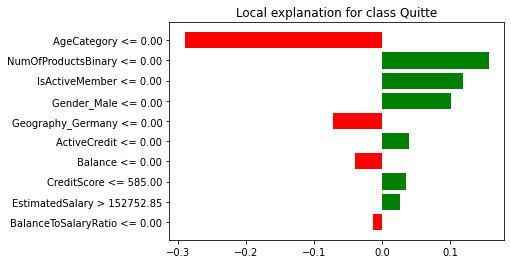 Local explanation for class Quitte
AgeCategory <= 0.00
NumOfProductsBinary <= 0.00
IsActiveMember <= 0.00
Gender_Male <= 0.00
Geography_Germany <= 0.00
ActiveCredit <= 0.00
Balance <= 0.00
CreditScore <= 585.00
EstimatedSalary > 152752.85
BalanceToSalaryRatio <= 0.00
−0.3 −0.2 −0.1 0.0 0.1